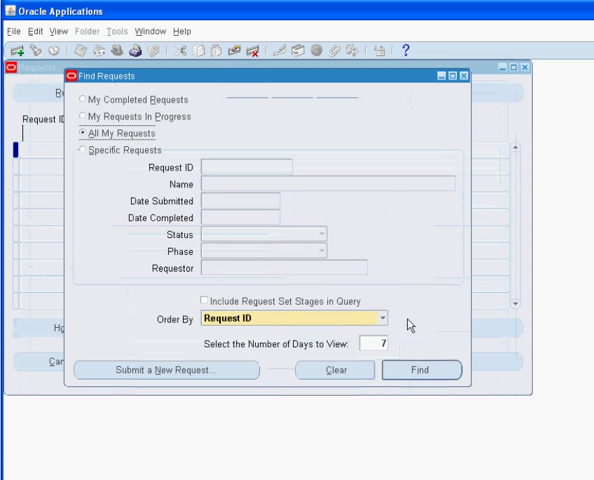 Oracle Applications
File Edit View Folder Tools Window Help
Requests
Find Requests
My Completed Requests
My Requests In Progress
Request ID
All My Requests
Specific Requests
Request ID
Name
Date Submitted
Date Completed
Status
Phase
Requestor
Include Request Set Stages in Query
Order By Request ID
Select the Number of Days to View: 7
Submit a New Request... Clear Find